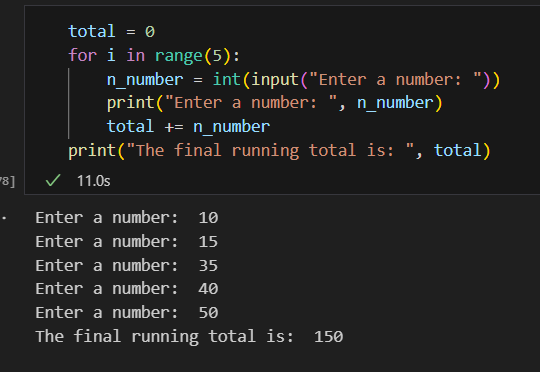 total = 0
for i in range(5):
    n_number = int(input("Enter a number: "))
    print("Enter a number: ", n_number)
    total += n_number
print("The final running total is: ", total)
78] ✓ 11.0s
Enter a number:  10
Enter a number:  15
Enter a number:  35
Enter a number:  40
Enter a number:  50
The final running total is:  150